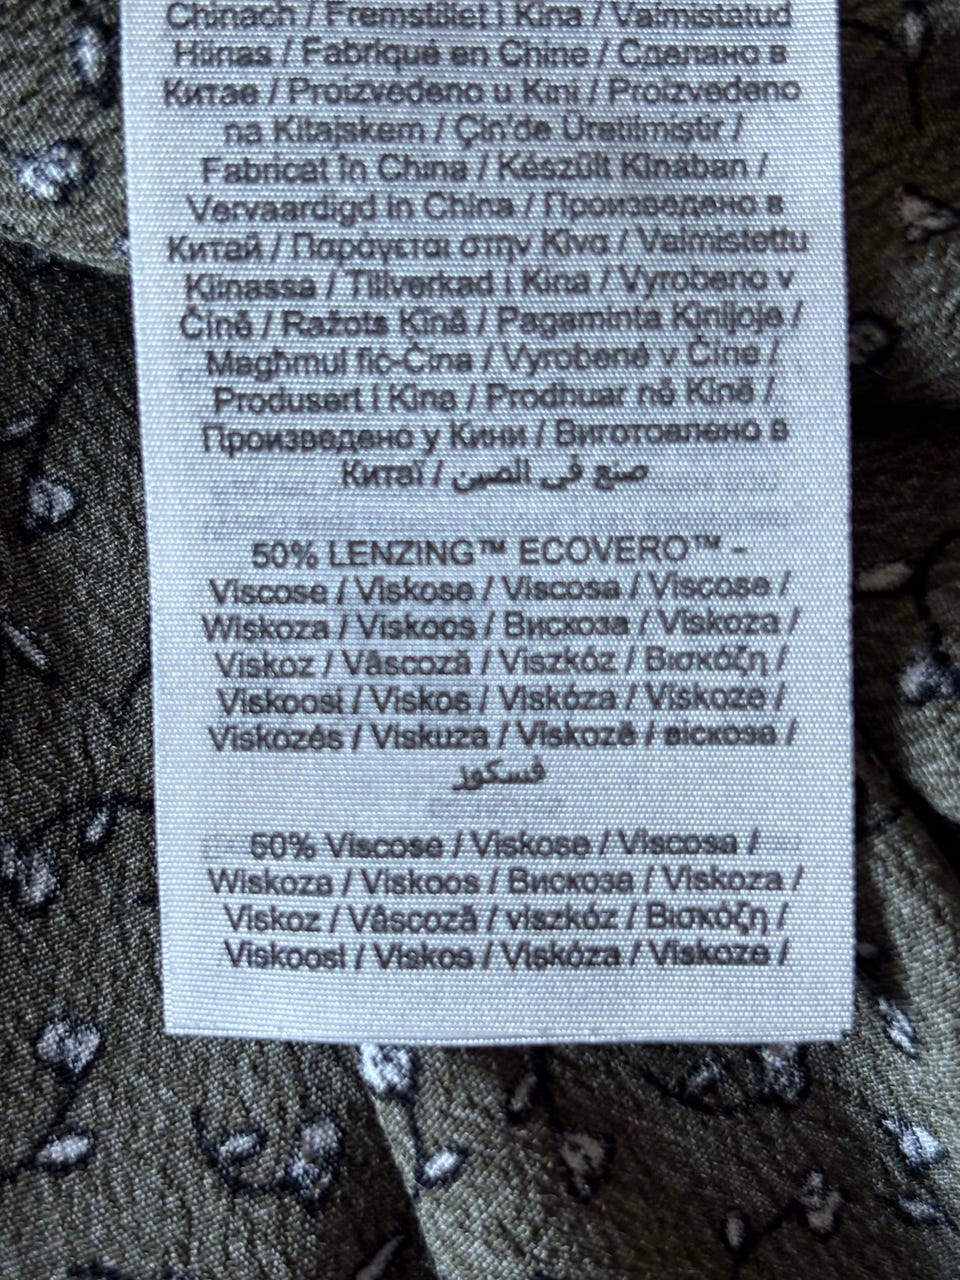 Chinach / Fremstillet i Kina / Valmistatud
Hiinas / Fabriqué en Chine / Сделано в
Китае / Proizvedeno u Kini / Proizvedeno
na Kitajskem / Çin'de Üretilmiştir /
Fabricat în China / Készült Kínában /
Vervaardigd in China / Произведено в
Китай / Παράγεται στην Κίνα / Valmistettu
Kiinassa / Tillverkad i Kina / Vyrobeno v
Číně / Ražots Ķīnā / Pagaminta Kinijoje /
Magħmul fiċ-Ċina / Vyrobené v Číne /
Produsert i Kina / Prodhuar në Kinë /
Произведено у Кини / Виготовлено в
Китаї / صنع في الصين
50% LENZING™ ECOVERO™ -
Viscose / Viskose / Viscosa / Viscose /
Wiskoza / Viskoos / Вискоза / Viskoza /
Viskoz / Vâscoză / Viszkóz / Βισκόζη /
Viskoosi / Viskos / Viskóza / Viskoze /
Viskozės / Viskuża / Viskozë / віскоза /
فسكوز
50% Viscose / Viskose / Viscosa /
Wiskoza / Viskoos / Вискоза / Viskoza /
Viskoz / Vâscoză / viszkóz / Βισκόζη /
Viskoosi / Viskos / Viskóza / Viskoze /